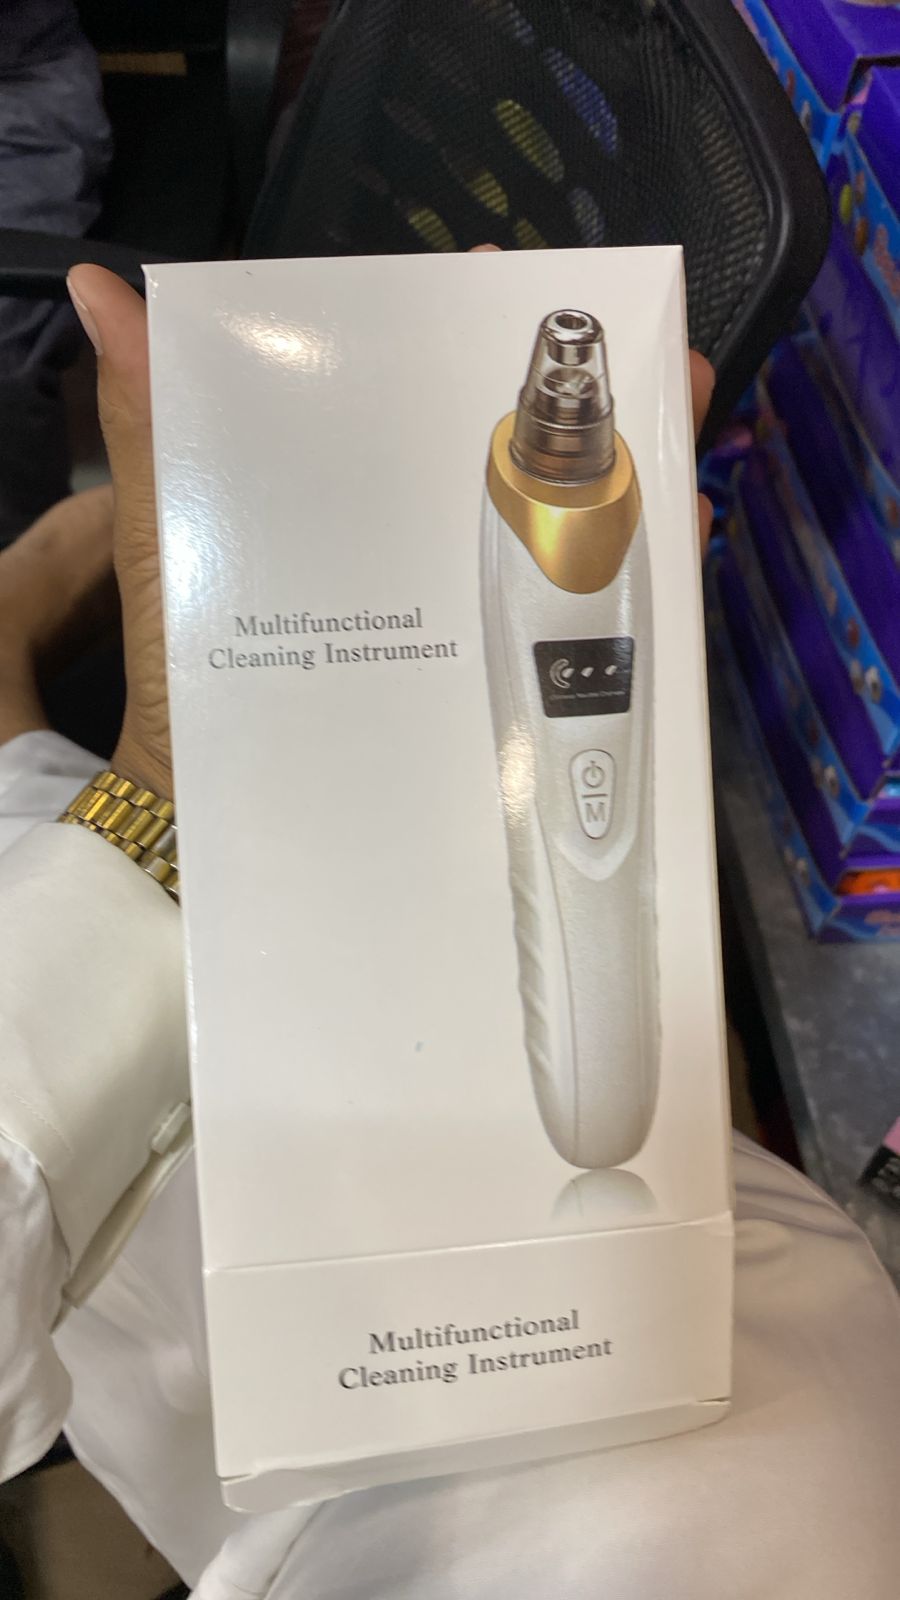 Multifunctional
Cleaning Instrument
M
Multifunctional
Cleaning Instrument